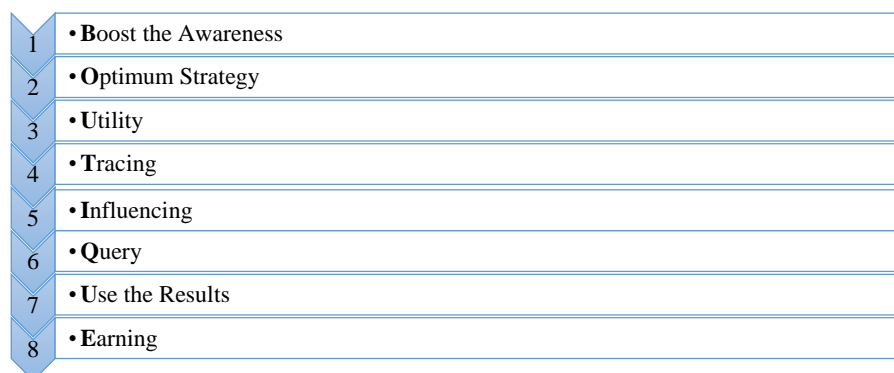 1 • Boost the Awareness
2 • Optimum Strategy
3 • Utility
4 • Tracing
5 • Influencing
6 • Query
7 • Use the Results
8 • Earning